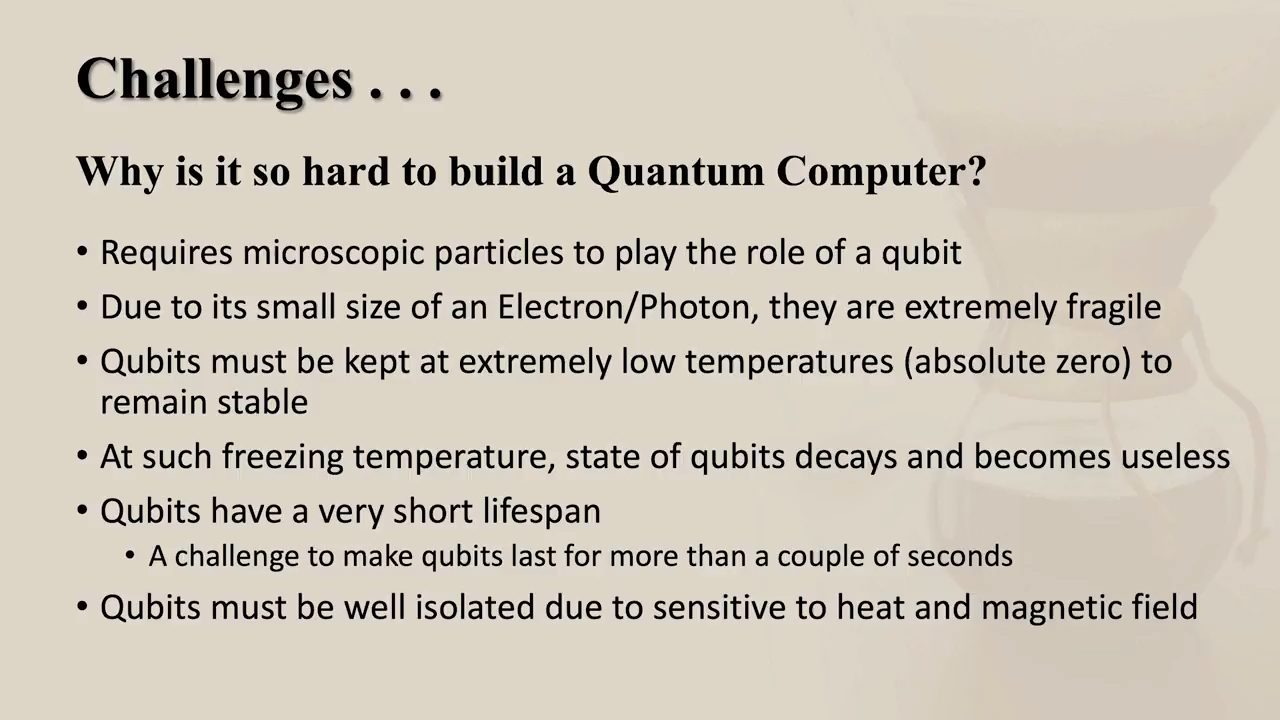 Challenges . . .
Why is it so hard to build a Quantum Computer?
• Requires microscopic particles to play the role of a qubit
• Due to its small size of an Electron/Photon, they are extremely fragile
• Qubits must be kept at extremely low temperatures (absolute zero) to
remain stable
• At such freezing temperature, state of qubits decays and becomes useless
• Qubits have a very short lifespan
• A challenge to make qubits last for more than a couple of seconds
• Qubits must be well isolated due to sensitive to heat and magnetic field